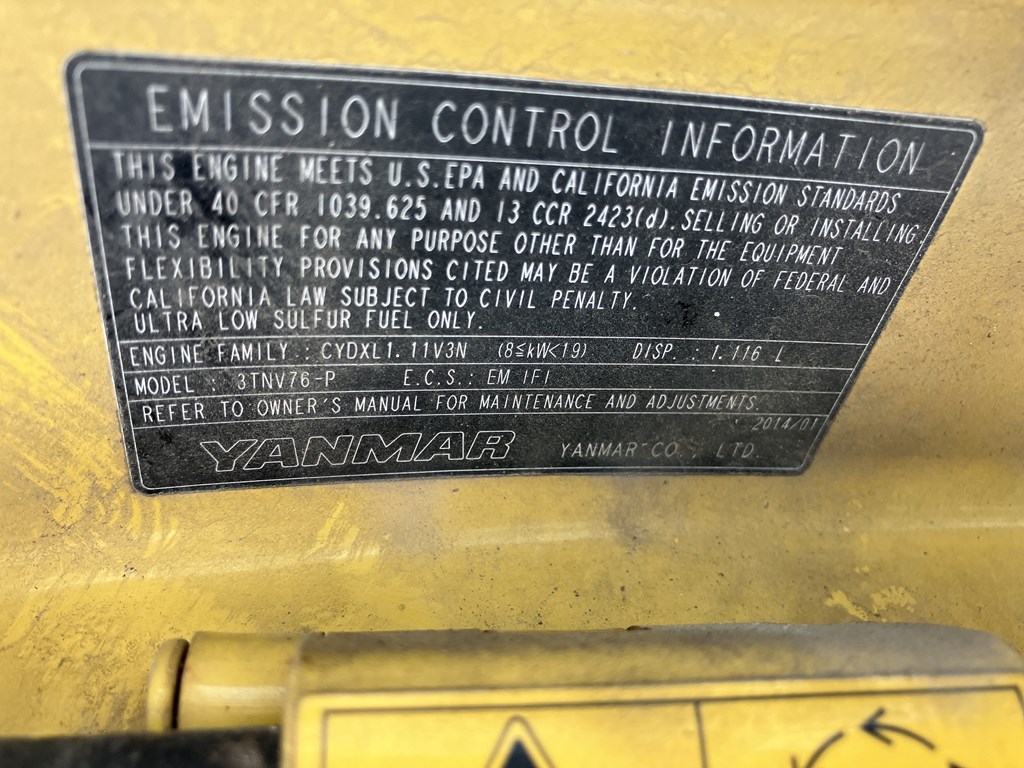 EMISSION CONTROL INFORMATION
THIS ENGINE MEETS U.S.EPA AND CALIFORNIA EMISSION STANDARDS
UNDER 40 CFR 1039.625 AND 13 CCR 2423(d). SELLING OR INSTALLING
THIS ENGINE FOR ANY PURPOSE OTHER THAN FOR THE EQUIPMENT
FLEXIBILITY PROVISIONS CITED MAY BE A VIOLATION OF FEDERAL AND
CALIFORNIA LAW SUBJECT TO CIVIL PENALTY.
ULTRA LOW SULFUR FUEL ONLY.
ENGINE FAMILY : CYDXL1.11V3N (8≤kW<19) DISP. : 1.116 L
MODEL : 3TNV76-P E.C.S.: EM IFI
REFER TO OWNER'S MANUAL FOR MAINTENANCE AND ADJUSTMENTS.
2014/01
YANMAR YANMAR CO., LTD.